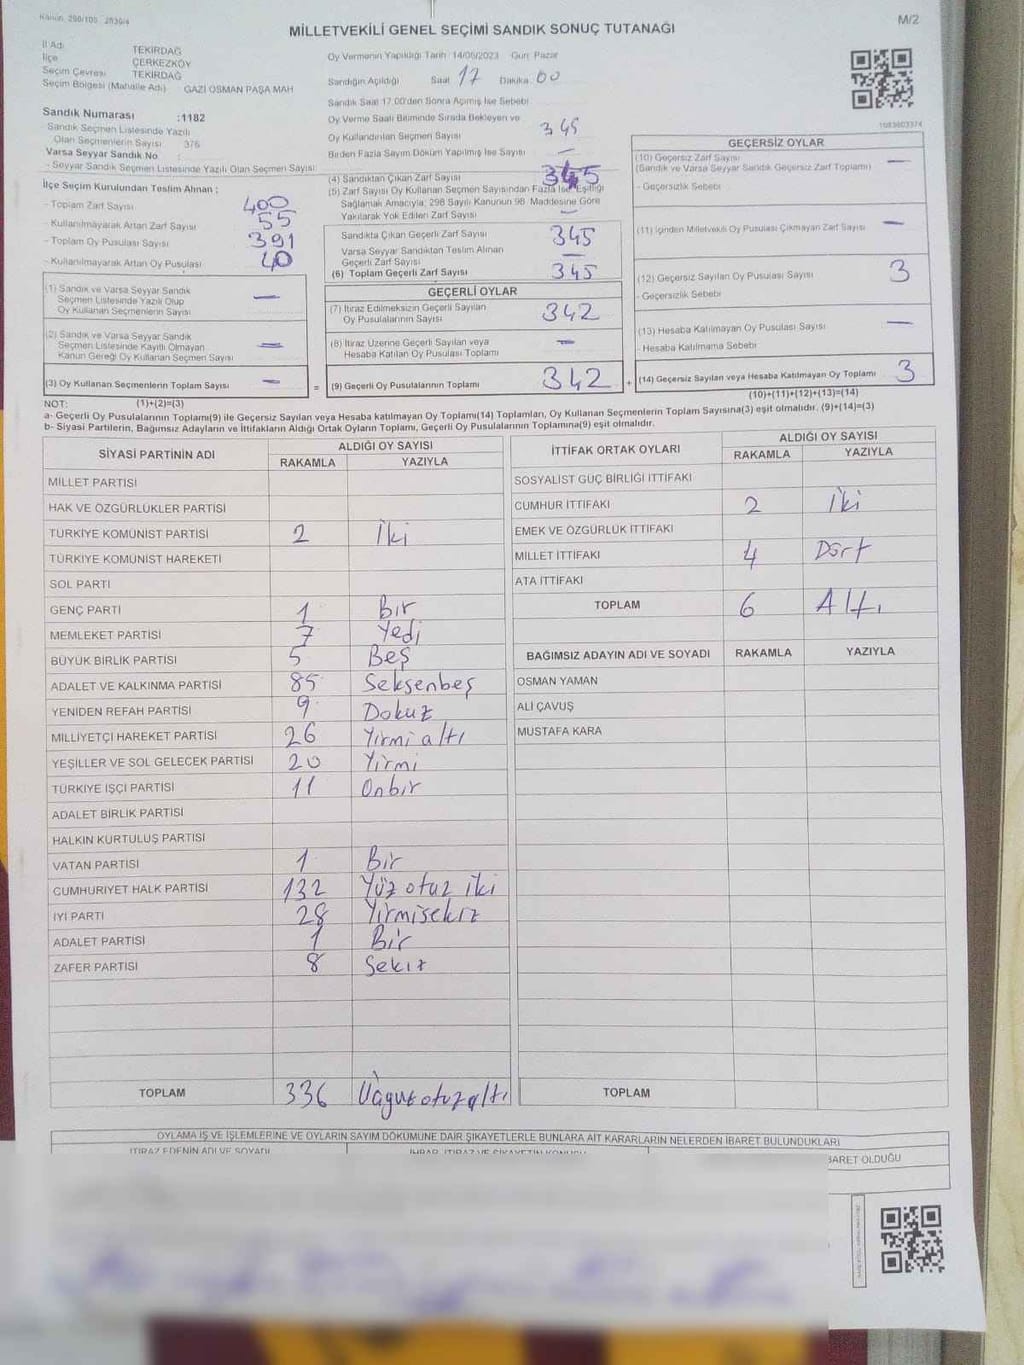 M/2
MİLLETVEKİLİ GENEL SEÇİMİ SANDIK SONUÇ TUTANAĞI
İl Adı TEKİRDAĞ
İlçe ÇERKEZKÖY
Seçim Çevresi TEKİRDAĞ
Seçim Bölgesi (Mahalle Adı) GAZİ OSMAN PAŞA MAH
Oy Vermenin Yapıldığı Tarih : 14/05/2023 Gün: Pazar
Sandığın Açıldığı Saat 17 Dakika 00
Sandık Saat 17.00'den Sonra Açılmış İse Sebebi
Oy Verme Saati Bitiminde Sırada Bekleyen ve
Oy Kullandırılan Seçmen Sayısı 345
Birden Fazla Sayım Döküm Yapılmış İse Sayısı –
Sandık Numarası :1182
- Sandık Seçmen Listesinde Yazılı
Olan Seçmenlerin Sayısı : 376
Varsa Seyyar Sandık No :
- Seyyar Sandık Seçmen Listesinde Yazılı Olan Seçmen Sayısı:
İlçe Seçim Kurulundan Teslim Alınan ;
- Toplam Zarf Sayısı 400
- Kullanılmayarak Artan Zarf Sayısı 55
- Toplam Oy Pusulası Sayısı 391
- Kullanılmayarak Artan Oy Pusulası 40
(1) Sandık ve Varsa Seyyar Sandık
Seçmen Listesinde Yazılı Olup
Oy Kullanan Seçmenlerin Sayısı –
(2) Sandık ve Varsa Seyyar Sandık
Seçmen Listesinde Kayıtlı Olmayan
Kanun Gereği Oy Kullanan Seçmen Sayısı –
(3) Oy Kullanan Seçmenlerin Toplam Sayısı –
(1)+(2)=(3)
(4) Sandıktan Çıkan Zarf Sayısı 345
(5) Zarf Sayısı Oy Kullanan Seçmen Sayısından Fazla İse, Eşitliği
Sağlamak Amacıyla; 298 Sayılı Kanunun 98. Maddesine Göre
Yakılarak Yok Edilen Zarf Sayısı –
Sandıkta Çıkan Geçerli Zarf Sayısı 345
Varsa Seyyar Sandıktan Teslim Alınan
Geçerli Zarf Sayısı –
(6) Toplam Geçerli Zarf Sayısı 345
GEÇERLİ OYLAR
(7) İtiraz Edilmeksizin Geçerli Sayılan
Oy Pusulalarının Sayısı 342
(8) İtiraz Üzerine Geçerli Sayılan veya
Hesaba Katılan Oy Pusulası Toplamı –
= (9) Geçerli Oy Pusulalarının Toplamı 342 +
1083603374
GEÇERSİZ OYLAR
(10) Geçersiz Zarf Sayısı –
(Sandık ve Varsa Seyyar Sandık Geçersiz Zarf Toplamı)
- Geçersizlik Sebebi
(11) İçinden Milletvekili Oy Pusulası Çıkmayan Zarf Sayısı –
(12) Geçersiz Sayılan Oy Pusulası Sayısı 3
- Geçersizlik Sebebi
(13) Hesaba Katılmayan Oy Pusulası Sayısı –
- Hesaba Katılmama Sebebi
(14) Geçersiz Sayılan veya Hesaba Katılmayan Oy Toplamı 3
(10)+(11)+(12)+(13)=(14)
NOT:
a- Geçerli Oy Pusulalarının Toplamı(9) ile Geçersiz Sayılan veya Hesaba katılmayan Oy Toplamı(14) Toplamları, Oy Kullanan Seçmenlerin Toplam Sayısına(3) eşit olmalıdır. (9)+(14)=(3)
b- Siyasi Partilerin, Bağımsız Adayların ve İttifakların Aldığı Ortak Oyların Toplamı, Geçerli Oy Pusulalarının Toplamına(9) eşit olmalıdır.
SİYASİ PARTİNİN ADI ALDIĞI OY SAYISI
RAKAMLA YAZIYLA
MİLLET PARTİSİ
HAK VE ÖZGÜRLÜKLER PARTİSİ
TÜRKİYE KOMÜNİST PARTİSİ 2 İki
TÜRKİYE KOMÜNİST HAREKETİ
SOL PARTİ
GENÇ PARTİ 1 Bir
MEMLEKET PARTİSİ 7 Yedi
BÜYÜK BİRLİK PARTİSİ 5 Beş
ADALET VE KALKINMA PARTİSİ 85 Seksenbeş
YENİDEN REFAH PARTİSİ 9 Dokuz
MİLLİYETÇİ HAREKET PARTİSİ 26 Yirmi altı
YEŞİLLER VE SOL GELECEK PARTİSİ 20 Yirmi
TÜRKİYE İŞÇİ PARTİSİ 11 Onbir
ADALET BİRLİK PARTİSİ
HALKIN KURTULUŞ PARTİSİ
VATAN PARTİSİ 1 Bir
CUMHURİYET HALK PARTİSİ 132 Yüz otuz iki
İYİ PARTİ 28 Yirmisekiz
ADALET PARTİSİ 1 Bir
ZAFER PARTİSİ 8 Sekiz
TOPLAM 336 Üçyüzotuzaltı
İTTİFAK ORTAK OYLARI ALDIĞI OY SAYISI
RAKAMLA YAZIYLA
SOSYALİST GÜÇ BİRLİĞİ İTTİFAKI
CUMHUR İTTİFAKI 2 İki
EMEK VE ÖZGÜRLÜK İTTİFAKI
MİLLET İTTİFAKI 4 Dört
ATA İTTİFAKI
TOPLAM 6 Altı
BAĞIMSIZ ADAYIN ADI VE SOYADI RAKAMLA YAZIYLA
OSMAN YAMAN
ALİ ÇAVUŞ
MUSTAFA KARA
TOPLAM
OYLAMA İŞ VE İŞLEMLERİNE VE OYLARIN SAYIM DÖKÜMÜNE DAİR ŞİKAYETLERLE BUNLARA AİT KARARLARIN NELERDEN İBARET BULUNDUKLARI
İTİRAZ EDENİN ADI VE SOYADI
BARET OLDUĞU